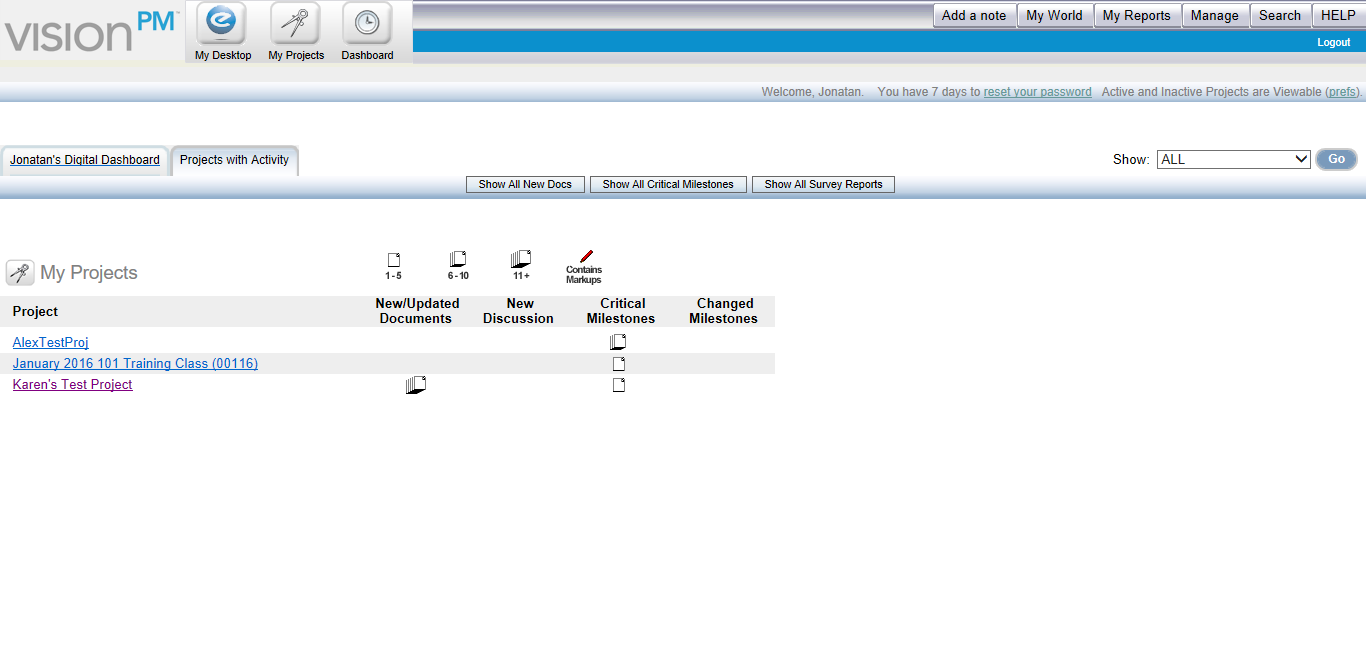 VISION PM™
My Desktop My Projects Dashboard
Add a note My World My Reports Manage Search HELP
Logout
Welcome, Jonatan. You have 7 days to reset your password Active and Inactive Projects are Viewable (prefs).
Jonatan's Digital Dashboard Projects with Activity Show: ALL Go
Show All New Docs Show All Critical Milestones Show All Survey Reports
My Projects
1-5 6-10 11+ Contains
Markups
Project New/Updated New Critical Changed
Documents Discussion Milestones Milestones
AlexTestProj
January 2016 101 Training Class (00116)
Karen's Test Project